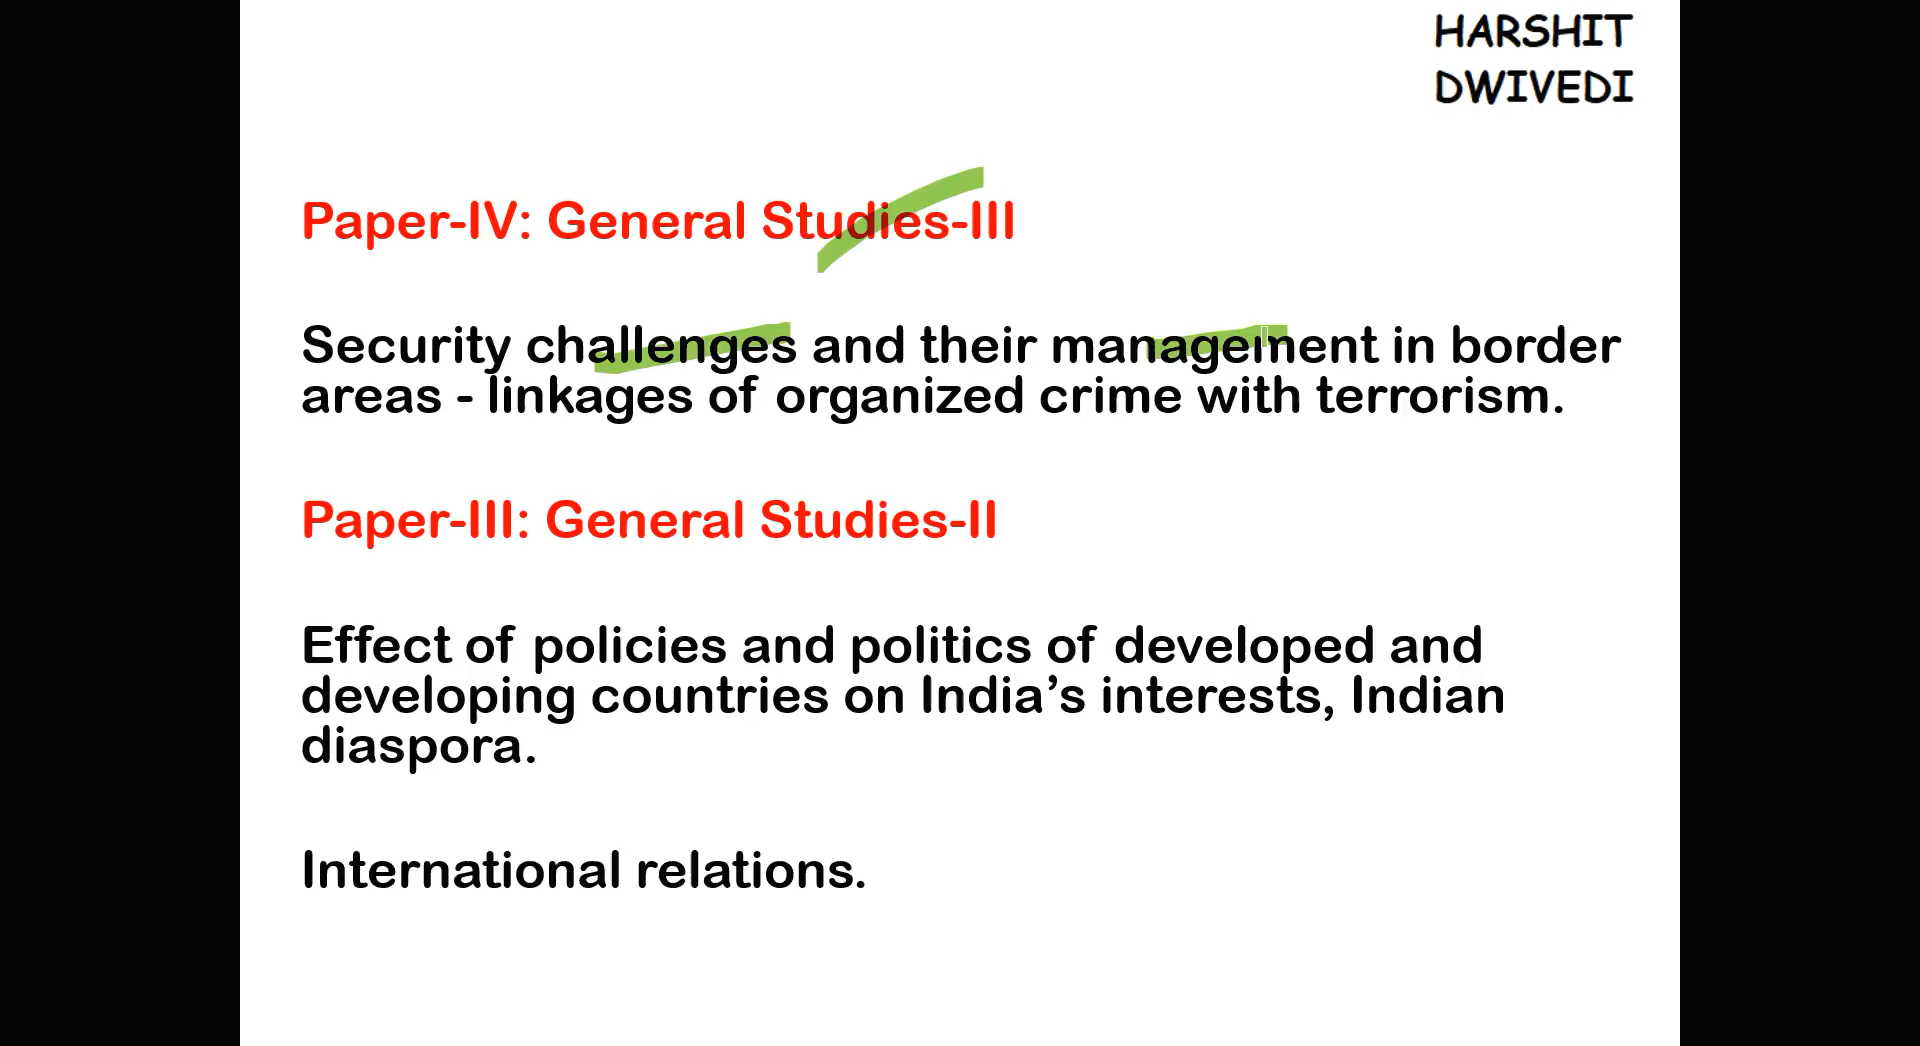 HARSHIT
DWIVEDI
Paper-IV: General Studies-III
Security challenges and their management in border
areas - linkages of organized crime with terrorism.
Paper-III: General Studies-II
Effect of policies and politics of developed and
developing countries on India’s interests, Indian
diaspora.
International relations.